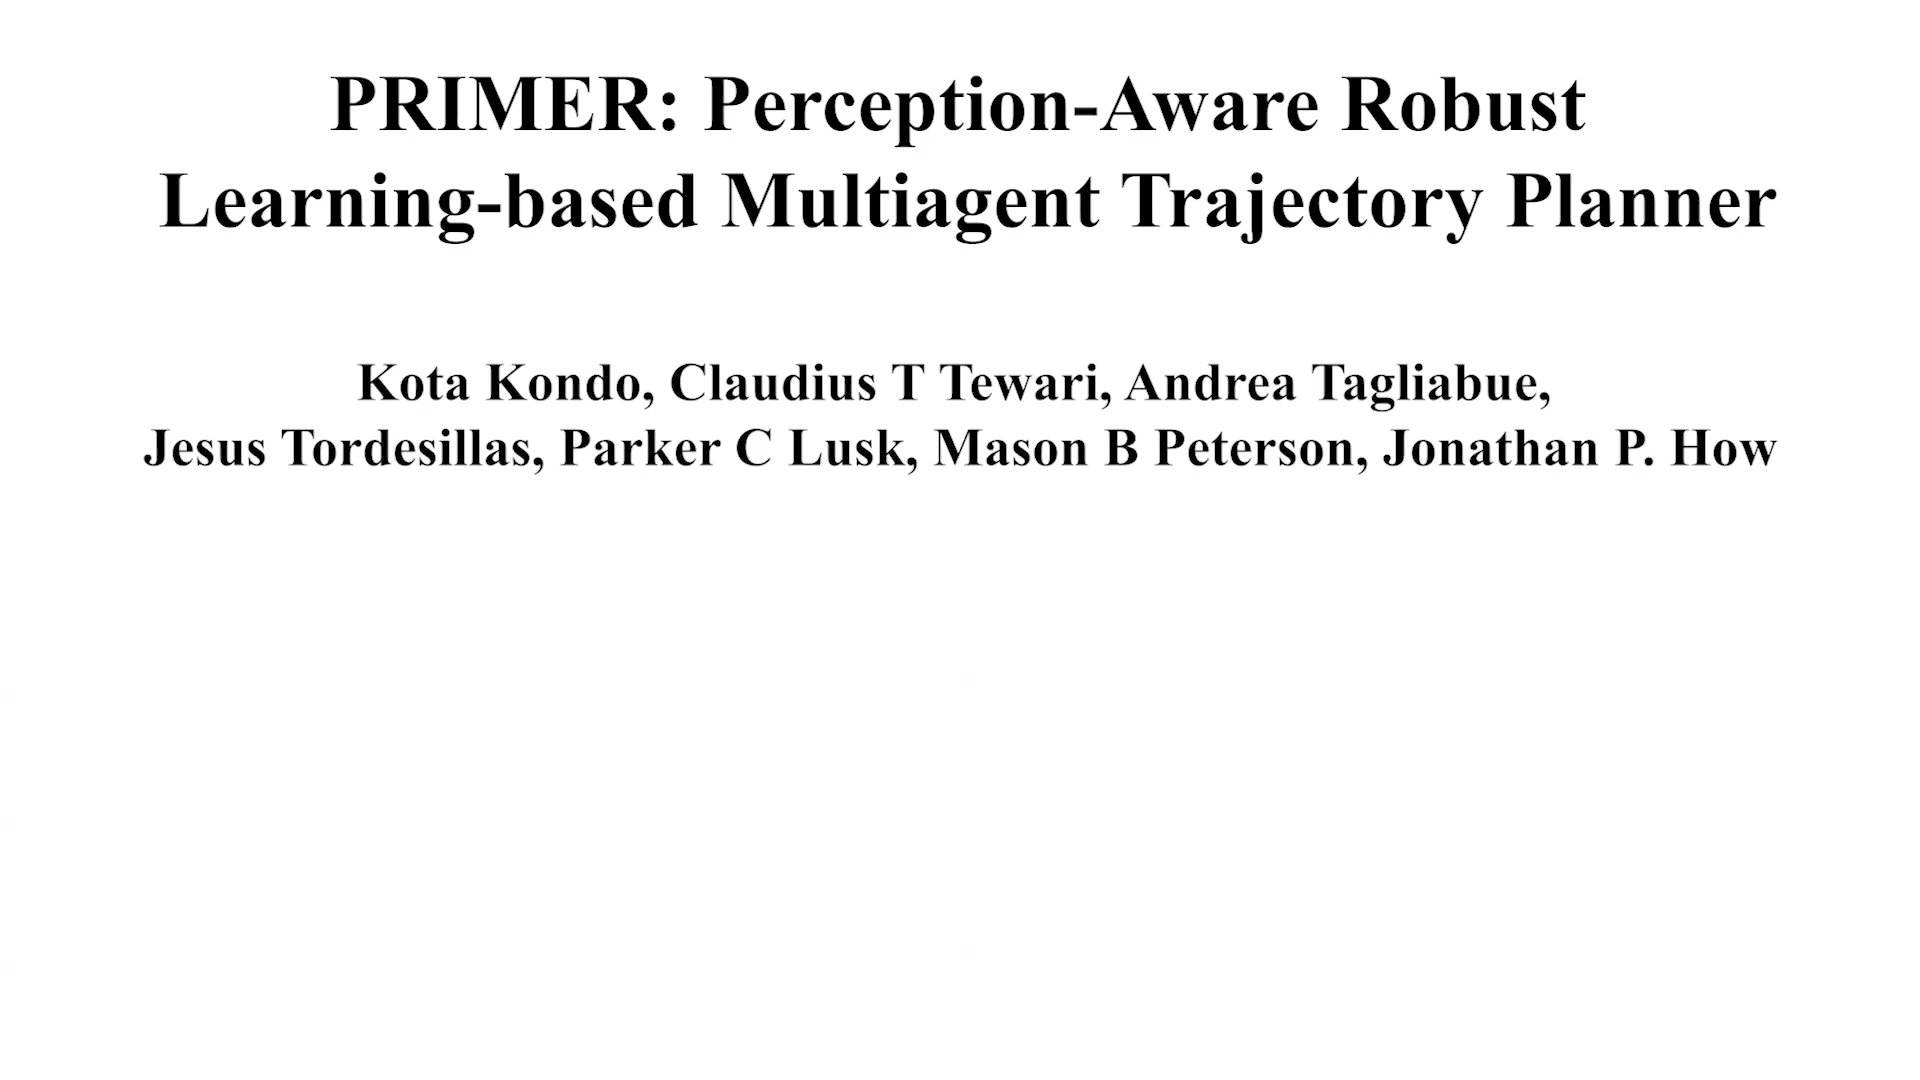 PRIMER: Perception-Aware Robust
Learning-based Multiagent Trajectory Planner
Kota Kondo, Claudius T Tewari, Andrea Tagliabue,
Jesus Tordesillas, Parker C Lusk, Mason B Peterson, Jonathan P. How